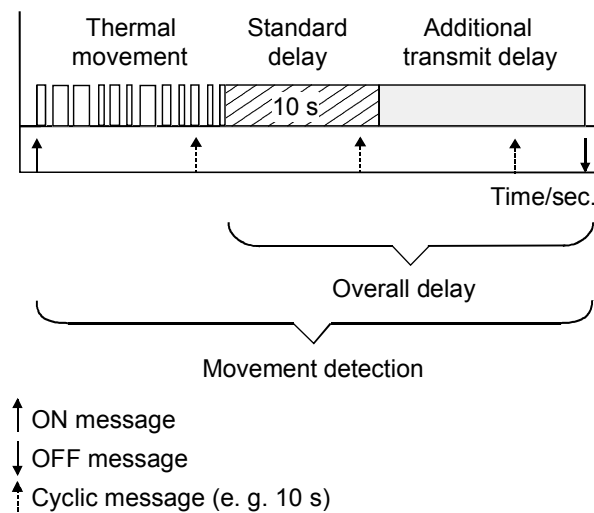 Thermal movement
Standard delay
Additional transmit delay
10 s
Time/sec.
Overall delay
Movement detection
ON message
OFF message
Cyclic message (e. g. 10 s)